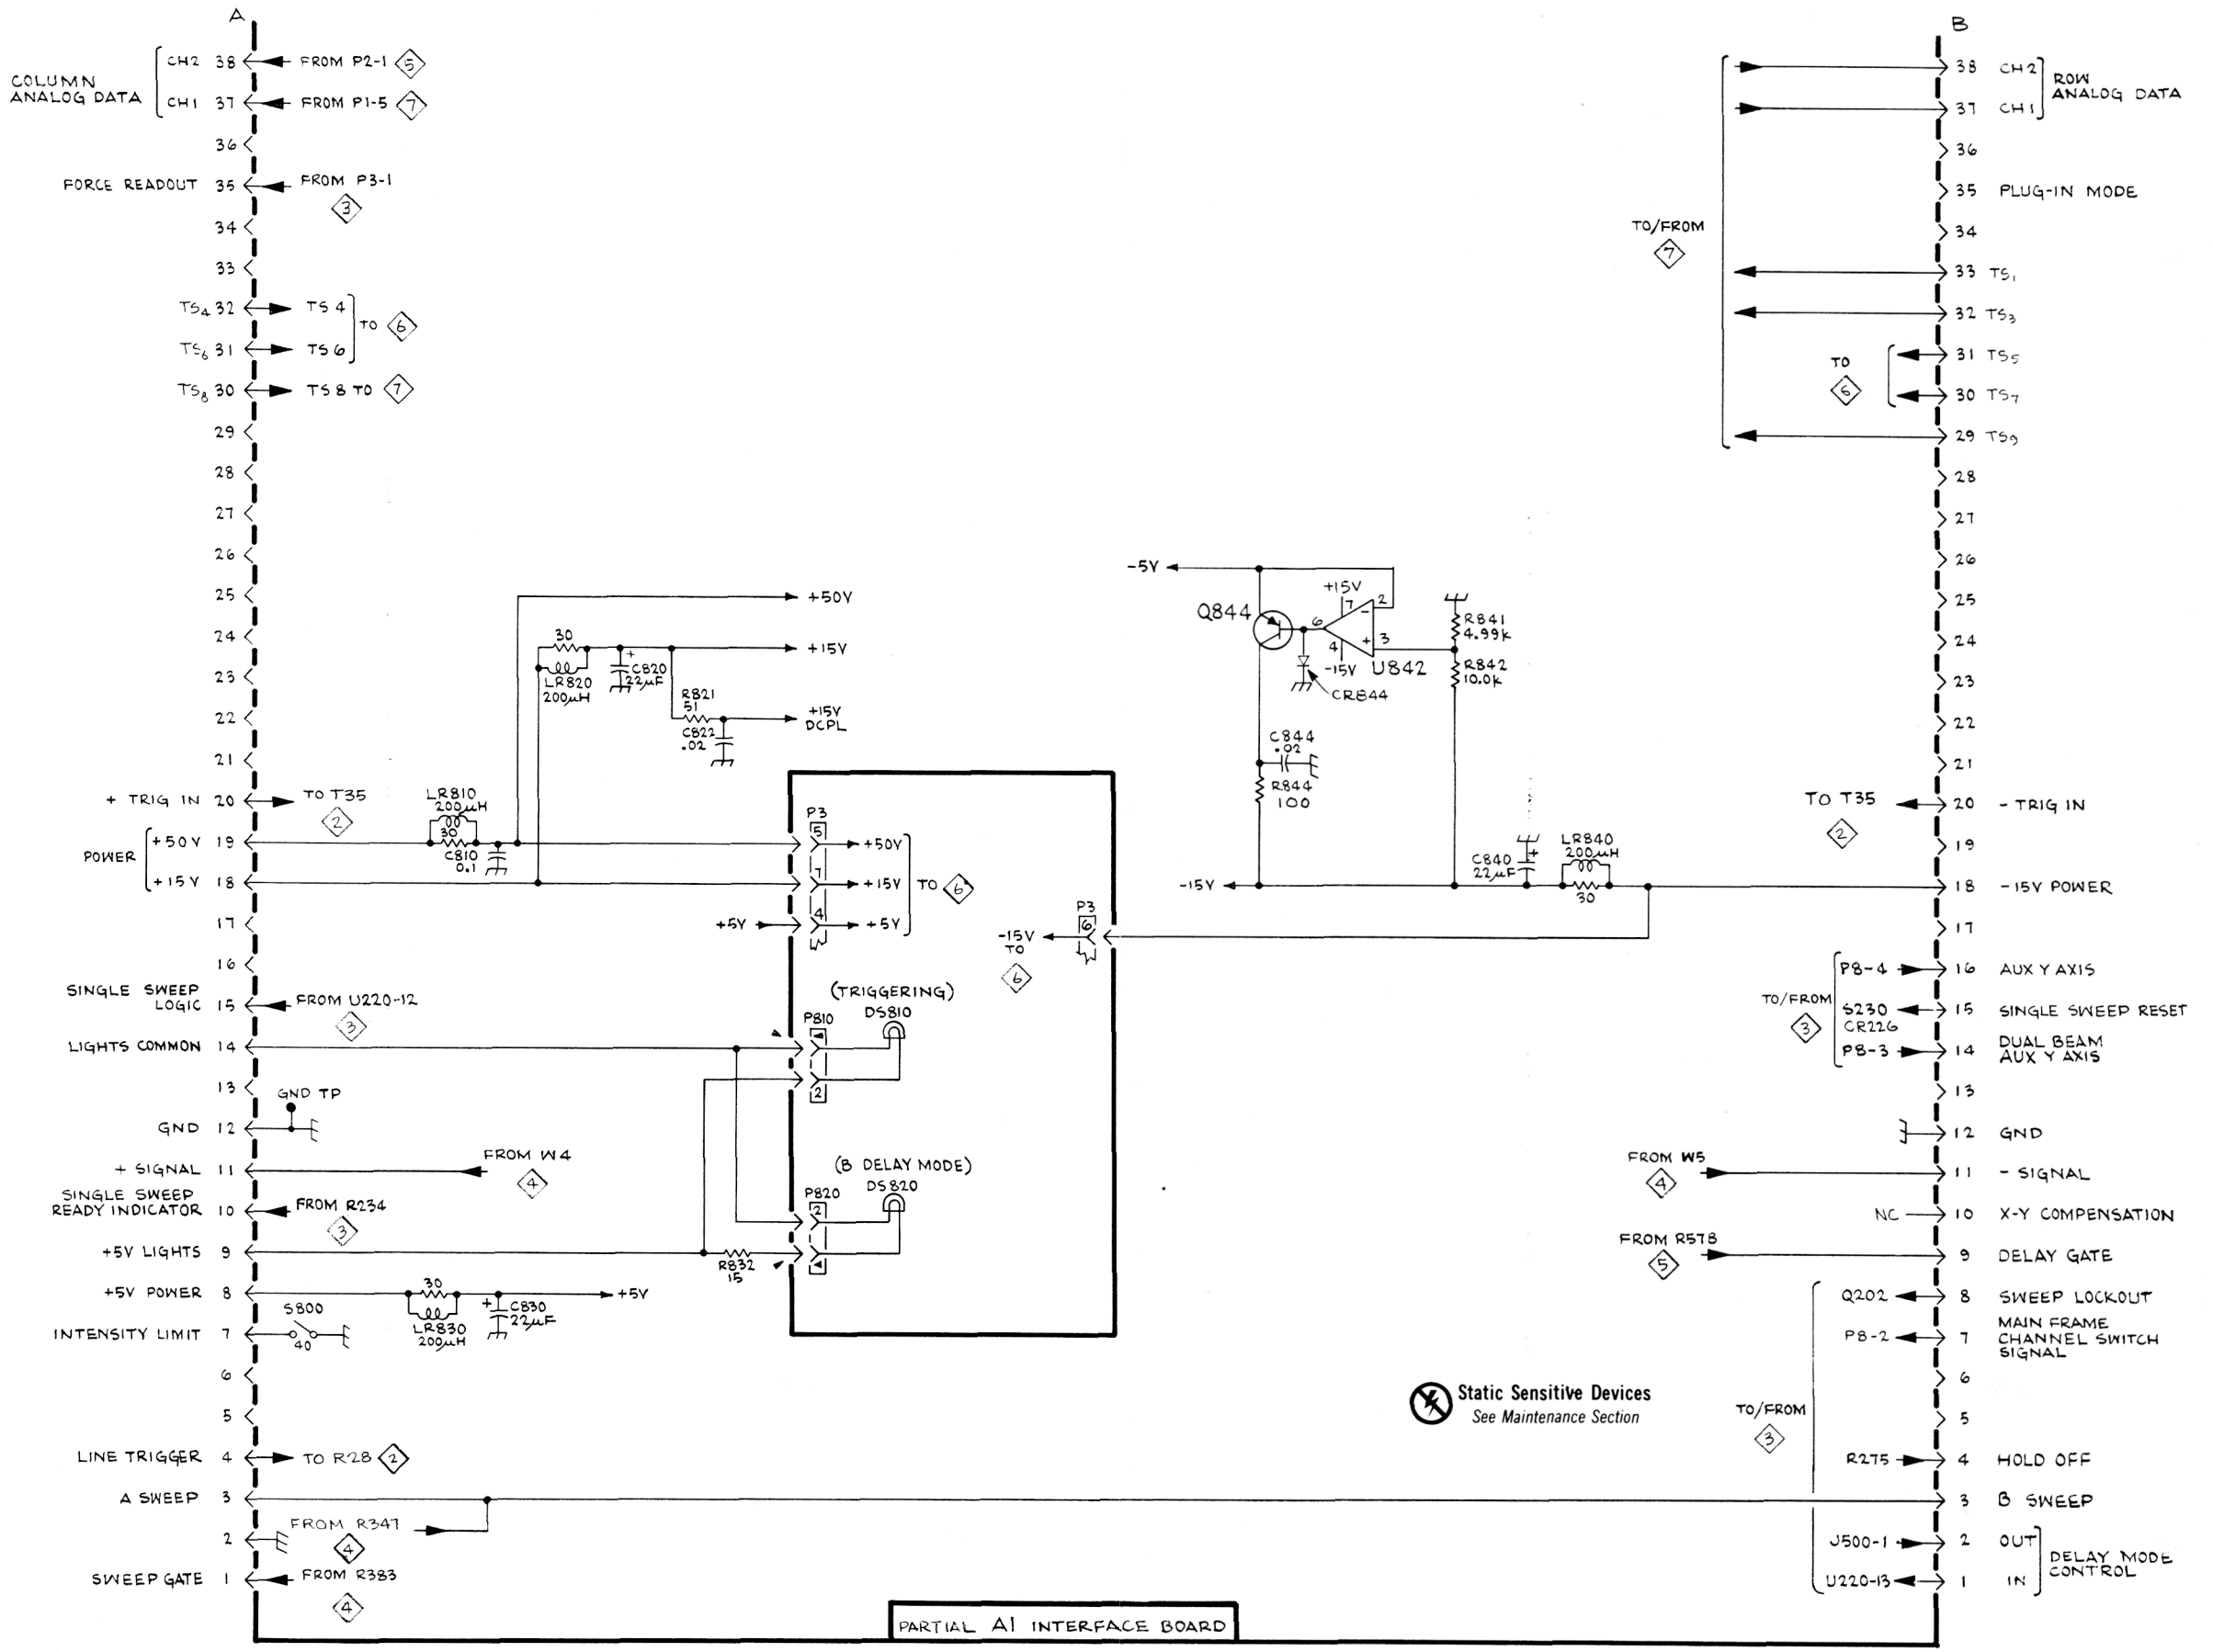 A
COLUMN
ANALOG DATA
CH2 38 FROM P2-1 5
CH1 37 FROM P1-5 7
36
FORCE READOUT 35 FROM P3-1
3
34
33
TS4 32 TS 4
TS6 31 TS 6
TO 6
TS8 30 TS 8 TO 7
29
28
27
26
25
24
23
22
21
+ TRIG IN 20 TO T35
2
POWER
+50V 19
+15V 18
17
16
SINGLE SWEEP
LOGIC 15 FROM U220-12
3
LIGHTS COMMON 14
13
GND TP
GND 12
+ SIGNAL 11 FROM W4
4
SINGLE SWEEP
READY INDICATOR 10 FROM R234
3
+5V LIGHTS 9
+5V POWER 8
INTENSITY LIMIT 7
S800
40
6
5
LINE TRIGGER 4 TO R28 2
A SWEEP 3
2
FROM R347
4
SWEEP GATE 1 FROM R383
4
+50V
30
LR820
200µH
+
C820
22µF
+15V
R821
51
C822
.02
+15V
DCPL
LR810
200µH
30
C810
0.1
P3
5 +50V
7 +15V
4 +5V
TO 6
+5V
-15V
TO
6
P3
6
(TRIGGERING)
DS810
P810
2
(B DELAY MODE)
DS820
P820
2
R832
15
30
LR830
200µH
+
C830
22µF
+5V
-5V
Q844
+15V
7
2
-
6
+
3
4
-15V
U842
CR844
R841
4.99K
R842
10.0K
C844
.02
R844
100
-15V
C840
22µF
+
LR840
200µH
30
B
TO/FROM
7
38 CH2
37 CH1
ROW
ANALOG DATA
36
35 PLUG-IN MODE
34
33 TS1
32 TS3
TO
6
31 TS5
30 TS7
29 TS9
28
27
26
25
24
23
22
21
TO T35
2
20 - TRIG IN
19
18 -15V POWER
17
TO/FROM
3
P8-4 16 AUX Y AXIS
S230
CR226
15 SINGLE SWEEP RESET
P8-3 14 DUAL BEAM
AUX Y AXIS
13
12 GND
FROM W5
4
11 - SIGNAL
NC 10 X-Y COMPENSATION
FROM R578
5
9 DELAY GATE
TO/FROM
3
Q202 8 SWEEP LOCKOUT
P8-2 7 MAIN FRAME
CHANNEL SWITCH
SIGNAL
6
5
R275 4 HOLD OFF
3 B SWEEP
J500-1 2 OUT
U220-13 1 IN
DELAY MODE
CONTROL
Static Sensitive Devices
See Maintenance Section
PARTIAL A1 INTERFACE BOARD